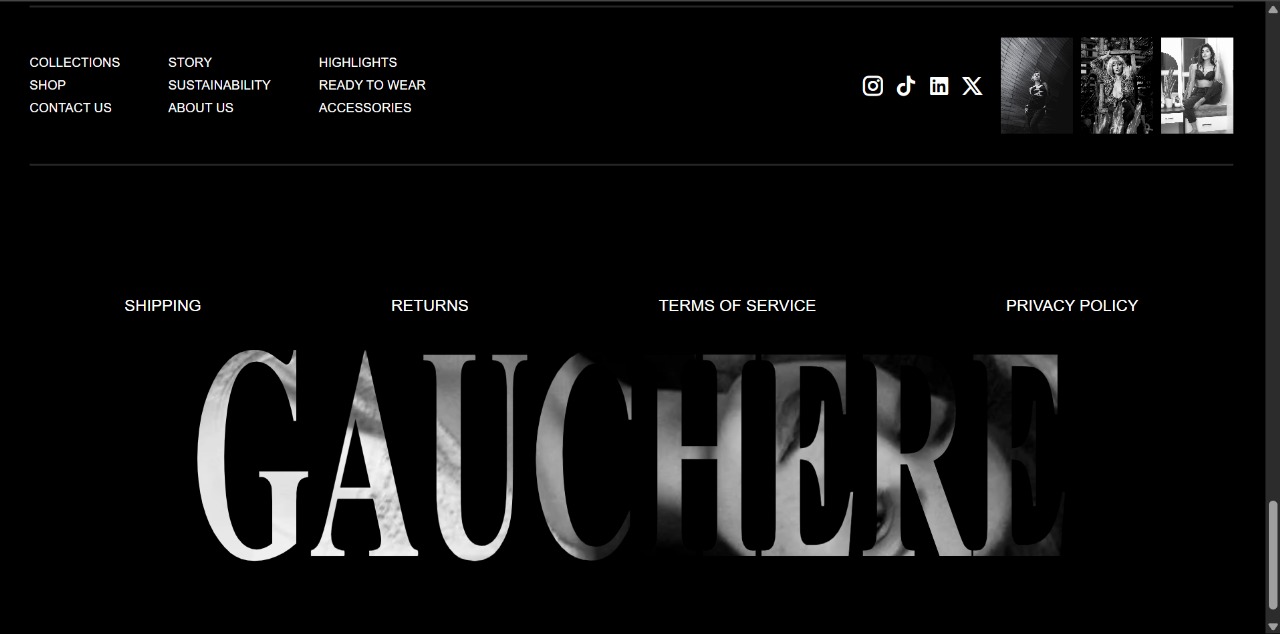 COLLECTIONS
SHOP
CONTACT US
STORY
SUSTAINABILITY
ABOUT US
HIGHLIGHTS
READY TO WEAR
ACCESSORIES
SHIPPING
RETURNS
TERMS OF SERVICE
PRIVACY POLICY
GAUCHERE